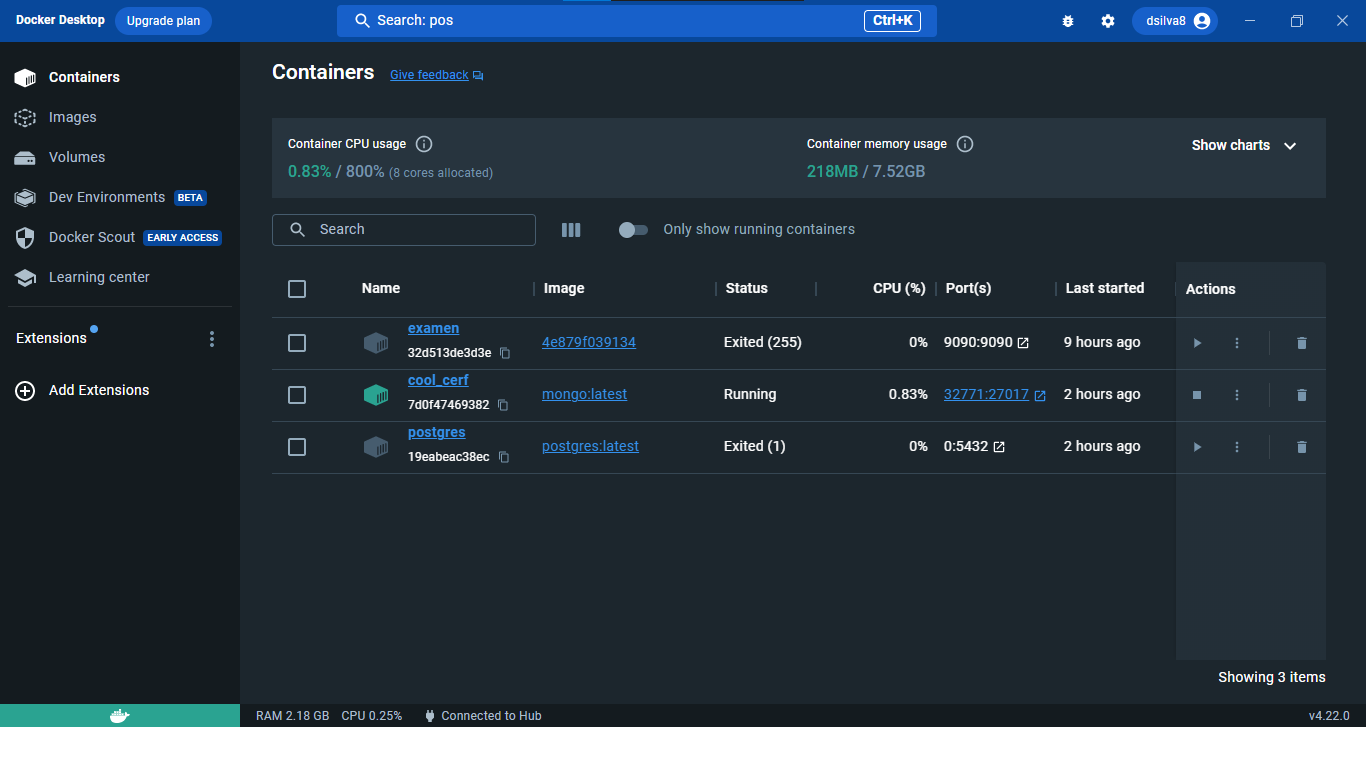 Docker Desktop Upgrade plan Search: pos Ctrl+K dsilva8
Containers
Images
Volumes
Dev Environments BETA
Docker Scout EARLY ACCESS
Learning center
Extensions
Add Extensions
Containers Give feedback
Container CPU usage
0.83% / 800% (8 cores allocated)
Container memory usage
218MB / 7.52GB
Show charts
Search Only show running containers
Name Image Status CPU (%) Port(s) Last started Actions
examen
32d513de3d3e 4e879f039134 Exited (255) 0% 9090:9090 9 hours ago
cool_cerf
7d0f47469382 mongo:latest Running 0.83% 32771:27017 2 hours ago
postgres
19eabeac38ec postgres:latest Exited (1) 0% 0:5432 2 hours ago
Showing 3 items
RAM 2.18 GB CPU 0.25% Connected to Hub v4.22.0